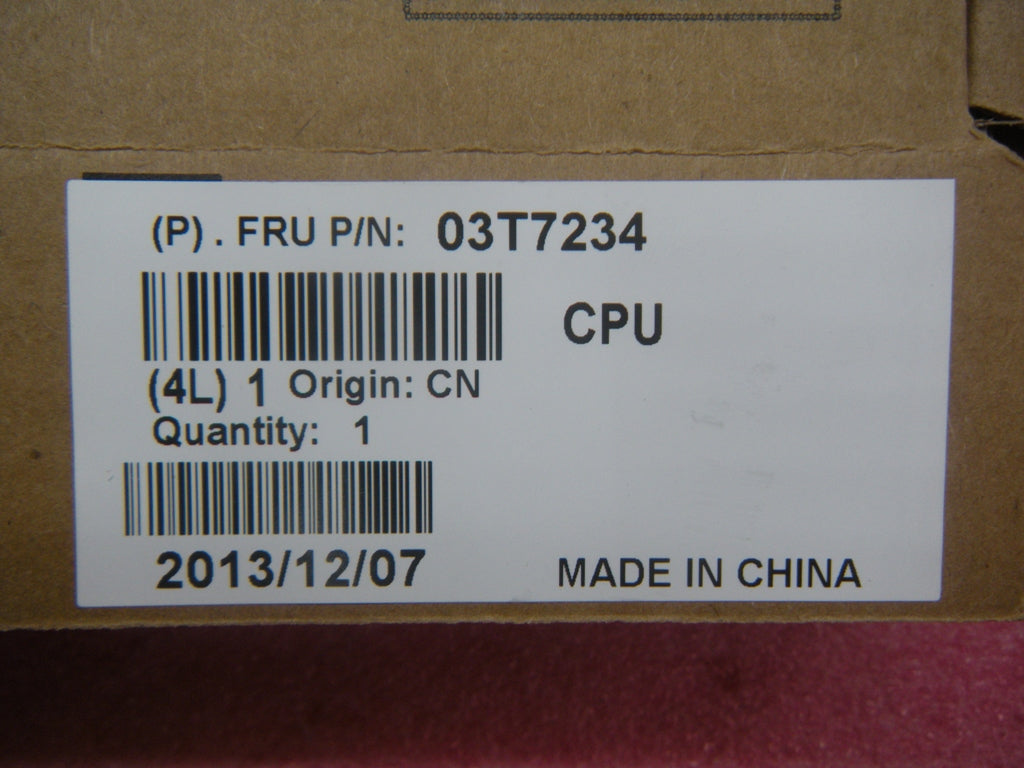 (P) . FRU P/N: 03T7234
CPU
(4L) 1 Origin: CN
Quantity: 1
2013/12/07
MADE IN CHINA